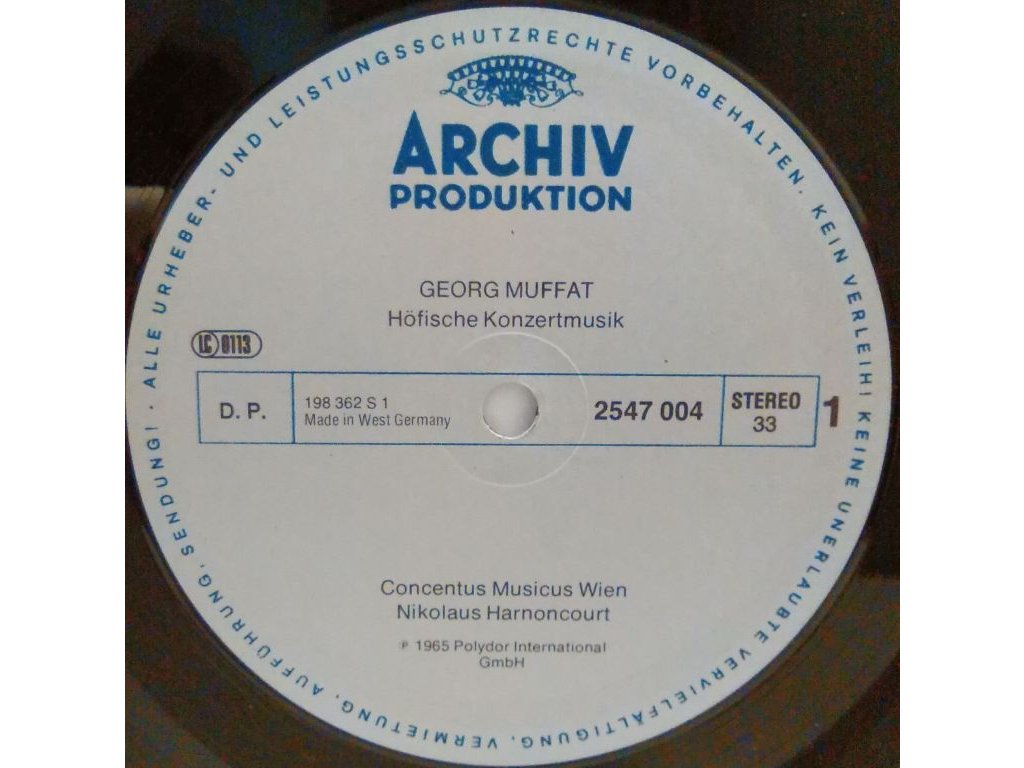 ALLE URHEBER- UND LEISTUNGSSCHUTZRECHTE VORBEHALTEN. KEIN VERLEIH! KEINE UNERLAUBTE VERVIELFÄLTIGUNG, VERMIETUNG, AUFFÜHRUNG, SENDUNG!
ARCHIV
PRODUKTION
GEORG MUFFAT
Höfische Konzertmusik
LC 0113
D. P.
198 362 S 1
Made in West Germany
2547 004
STEREO
33
1
Concentus Musicus Wien
Nikolaus Harnoncourt
℗ 1965 Polydor International
GmbH